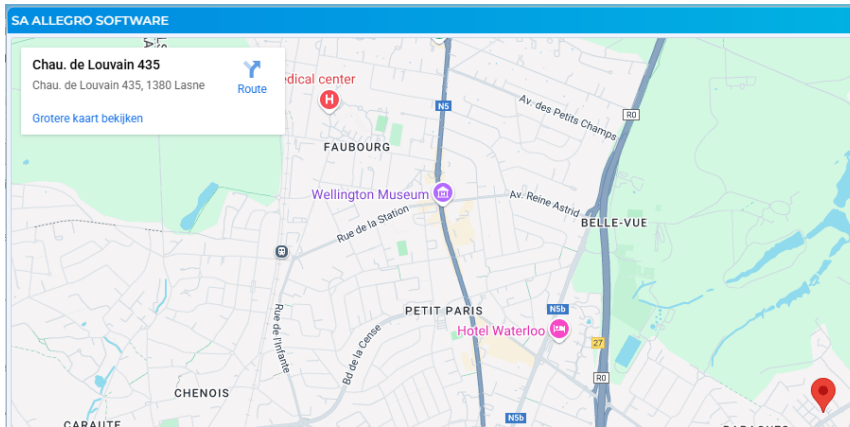 SA ALLEGRO SOFTWARE
Chau. de Louvain 435
Chau. de Louvain 435, 1380 Lasne
Route
Grotere kaart bekijken
edical center
H
N5
Av. des Petits Champs
R0
FAUBOURG
Wellington Museum
Av. Reine Astrid
Rue de la Station
BELLE-VUE
Rue de l'Infante
PETIT PARIS
N5b
Hotel Waterloo
Bd de la Cense
27
R0
CHENOIS
N5b